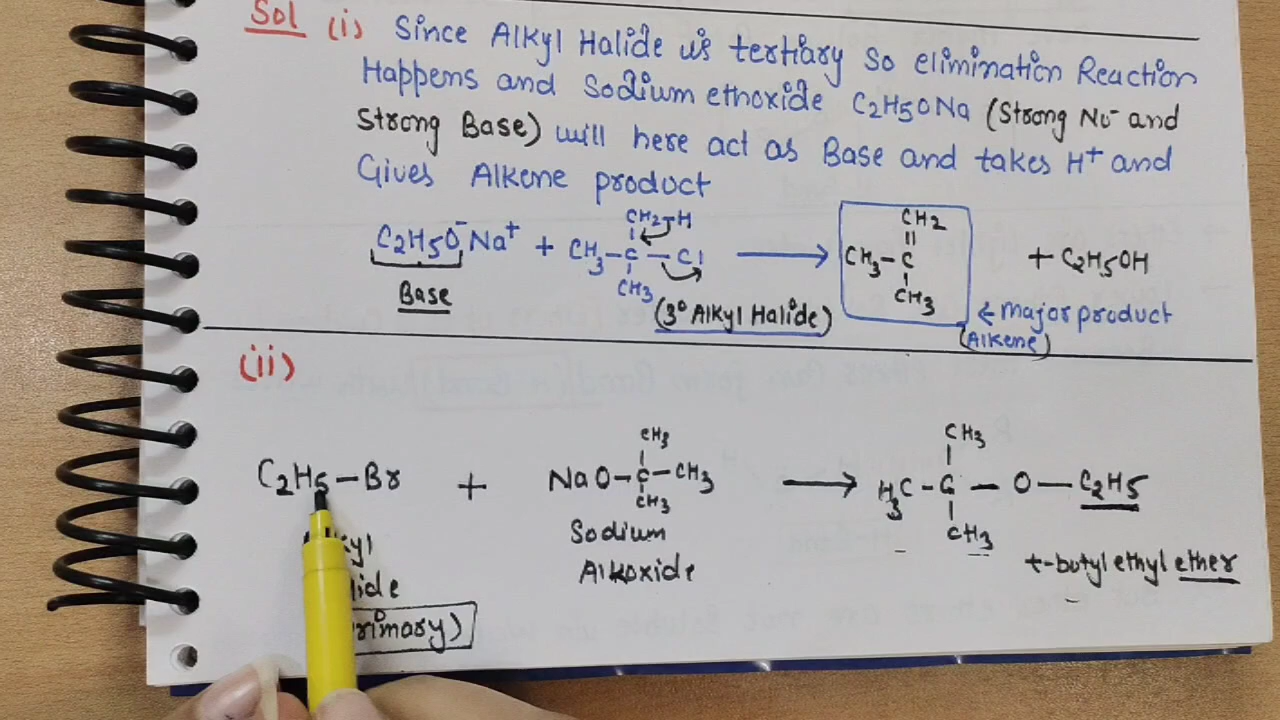 Sol (i) Since Alkyl Halide is tertiary so elimination Reaction
Happens and Sodium ethoxide C2H5ONa (Strong Nu- and
Strong Base) will here act as Base and takes H+ and
Gives Alkene product
CH2-H
C2H5O- Na+ + CH3-C-Cl
CH3
Base
(3° Alkyl Halide)
CH2
CH3-C
CH3
+ C2H5OH
← major product
(Alkene)
(ii)
C2H5-Br + NaO-C-CH3
CH3
CH3
Sodium
Alkoxide
CH3
H3C-C-O-C2H5
CH3
t-butyl ethyl ether